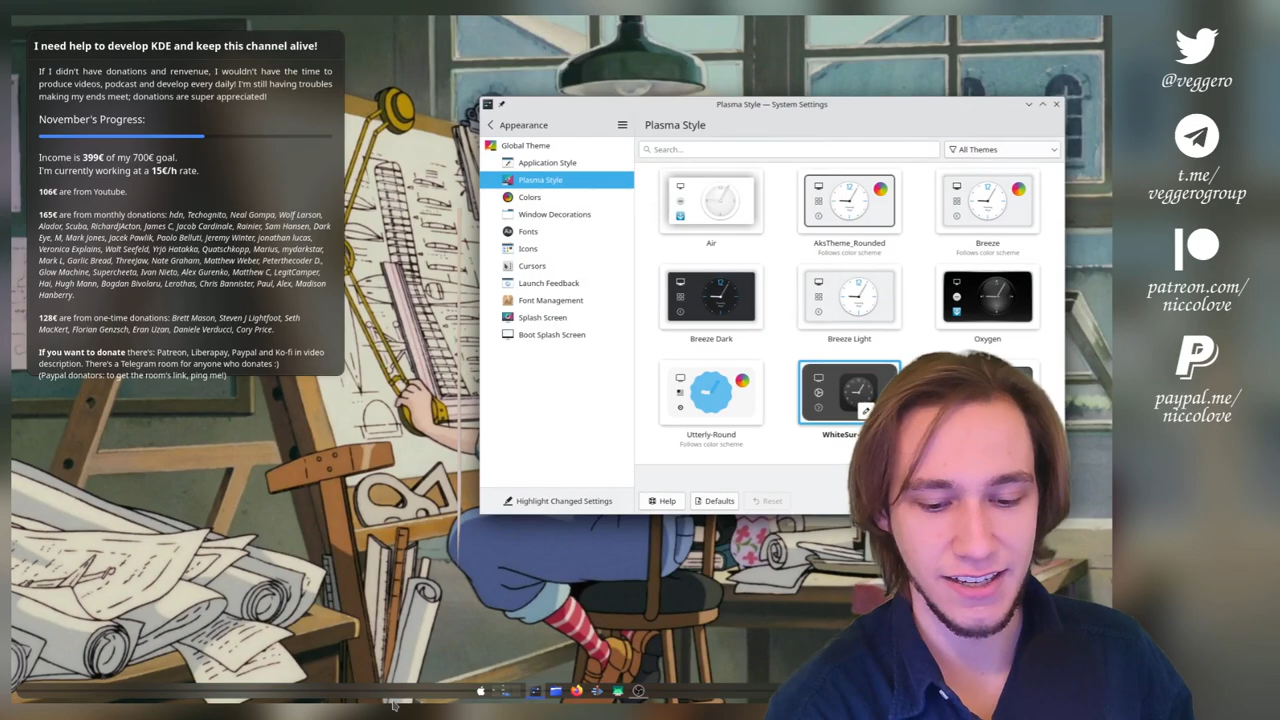 I need help to develop KDE and keep this channel alive!
If I didn't have donations and renvenue, I wouldn't have the time to
produce videos, podcast and develop every daily! I'm still having troubles
making my ends meet; donations are super appreciated!
November's Progress:
Income is 399€ of my 700€ goal.
I'm currently working at a 15€/h rate.
106€ are from Youtube.
165€ are from monthly donations: hdn, Techognito, Neal Gompa, Wolf Larson,
Alador, Scuba, RichardJActon, James C, Jacob Cardinale, Rainier, Sam Hansen, Dark
Eye, M, Mark Jones, Jacek Pawlik, Paolo Belluti, Jeremy Winter, jonathan lucas,
Veronica Explains, Walt Seefeld, Yrjö Hatakka, Quatschkopp, Marius, mydarkstar,
Mark L, Garlic Bread, ThreeJaw, Nate Graham, Matthew Weber, Peterthecoder D.,
Glow Machine, Supercheeta, Ivan Nieto, Alex Gurenko, Matthew C, LegitCamper,
Hai, Hugh Mann, Bogdan Bivolaru, Lerothas, Chris Bannister, Paul, Alex, Madison
Hanberry.
128€ are from one-time donations: Brett Mason, Steven J Lightfoot, Seth
MacKert, Florian Genzsch, Eran Uzan, Daniele Verducci, Cory Price.
If you want to donate there's: Patreon, Liberapay, Paypal and Ko-fi in video
description. There's a Telegram room for anyone who donates :)
(Paypal donators: to get the room's link, ping me!)
Plasma Style — System Settings
Appearance
Global Theme
Application Style
Plasma Style
Colors
Window Decorations
Fonts
Icons
Cursors
Launch Feedback
Font Management
Splash Screen
Boot Splash Screen
Highlight Changed Settings
Plasma Style
Search...
All Themes
Air
AksTheme_Rounded
Follows color scheme
Breeze
Follows color scheme
Breeze Dark
Breeze Light
Oxygen
Utterly-Round
Follows color scheme
WhiteSur-
Help
Defaults
Reset
@veggero
t.me/
veggerogroup
patreon.com/
niccolove
paypal.me/
niccolove